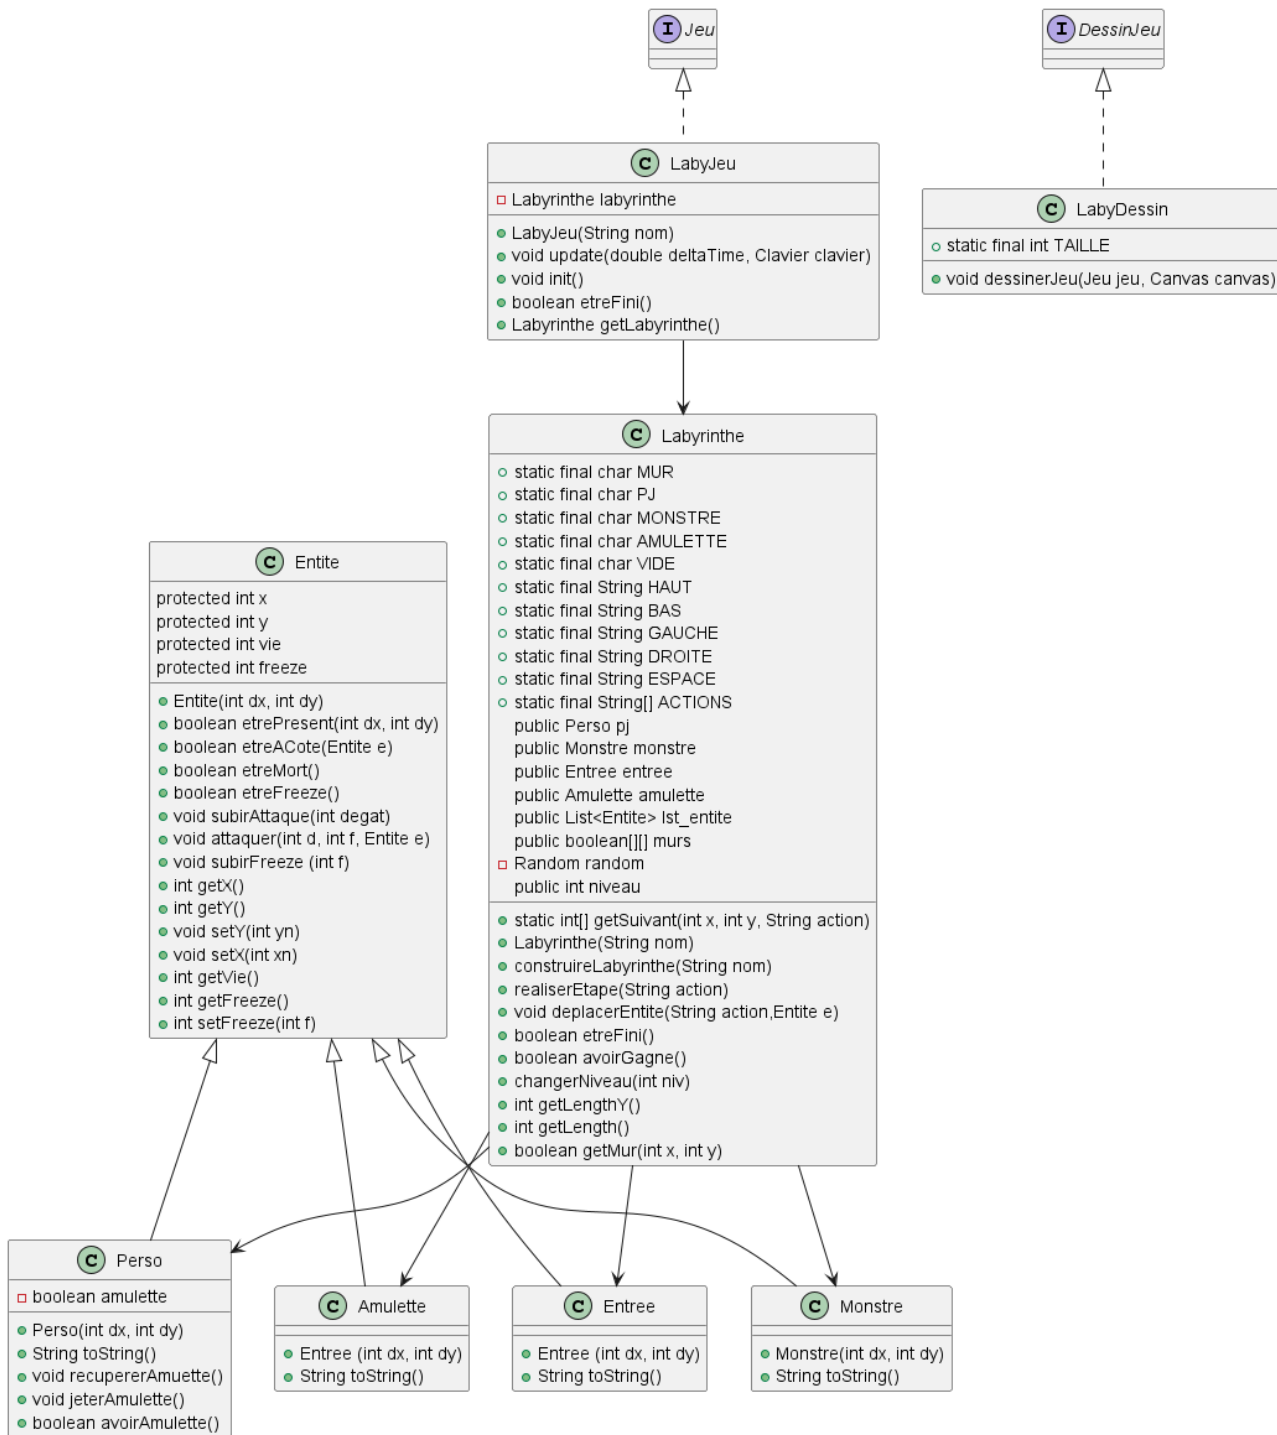 I Jeu
I DessinJeu
C LabyJeu
Labyrinthe labyrinthe
LabyJeu(String nom)
void update(double deltaTime, Clavier clavier)
void init()
boolean etreFini()
Labyrinthe getLabyrinthe()
C LabyDessin
static final int TAILLE
void dessinerJeu(Jeu jeu, Canvas canvas)
C Labyrinthe
static final char MUR
static final char PJ
static final char MONSTRE
static final char AMULETTE
static final char VIDE
static final String HAUT
static final String BAS
static final String GAUCHE
static final String DROITE
static final String ESPACE
static final String[] ACTIONS
public Perso pj
public Monstre monstre
public Entree entree
public Amulette amulette
public List<Entite> lst_entite
public boolean[][] murs
Random random
public int niveau
static int[] getSuivant(int x, int y, String action)
Labyrinthe(String nom)
construireLabyrinthe(String nom)
realiserEtape(String action)
void deplacerEntite(String action,Entite e)
boolean etreFini()
boolean avoirGagne()
changerNiveau(int niv)
int getLengthY()
int getLength()
boolean getMur(int x, int y)
C Entite
protected int x
protected int y
protected int vie
protected int freeze
Entite(int dx, int dy)
boolean etrePresent(int dx, int dy)
boolean etreACote(Entite e)
boolean etreMort()
boolean etreFreeze()
void subirAttaque(int degat)
void attaquer(int d, int f, Entite e)
void subirFreeze (int f)
int getX()
int getY()
void setY(int yn)
void setX(int xn)
int getVie()
int getFreeze()
int setFreeze(int f)
C Perso
boolean amulette
Perso(int dx, int dy)
String toString()
void recupererAmuette()
void jeterAmulette()
boolean avoirAmulette()
C Amulette
Entree (int dx, int dy)
String toString()
C Entree
Entree (int dx, int dy)
String toString()
C Monstre
Monstre(int dx, int dy)
String toString()